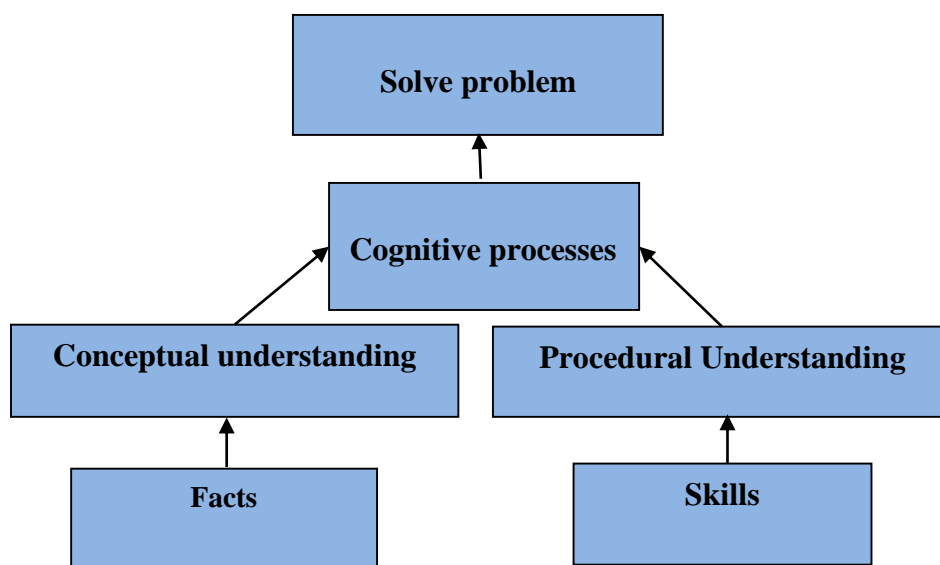 Solve problem
Cognitive processes
Conceptual understanding
Procedural Understanding
Facts
Skills